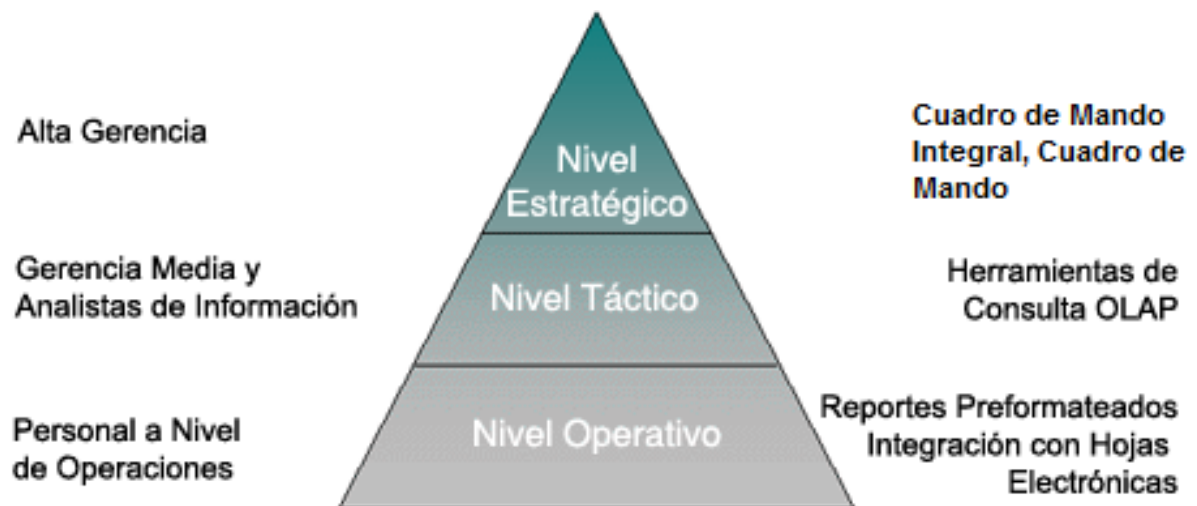 Alta Gerencia
Nivel
Estratégico
Cuadro de Mando
Integral, Cuadro de
Mando
Gerencia Media y
Analistas de Información
Nivel Táctico
Herramientas de
Consulta OLAP
Personal a Nivel
de Operaciones
Nivel Operativo
Reportes Preformateados
Integración con Hojas
Electrónicas